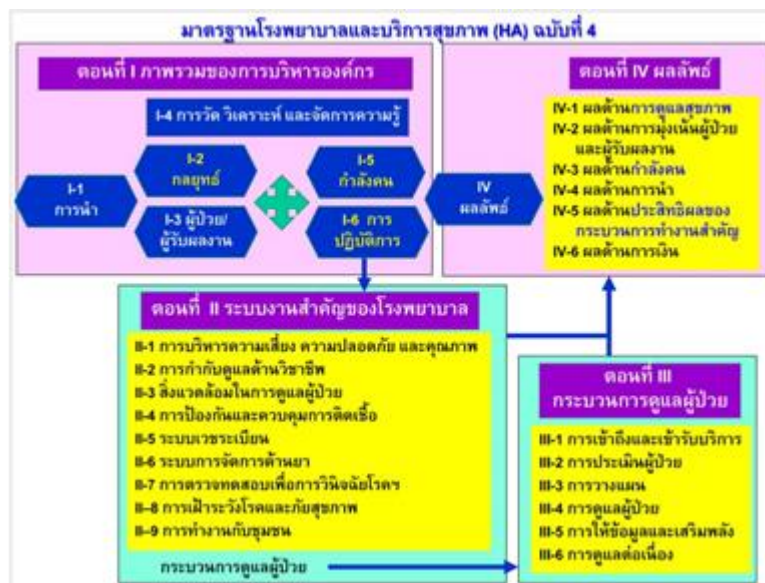 มาตรฐานโรงพยาบาลและบริการสุขภาพ (HA) ฉบับที่ 4
ตอนที่ I ภาพรวมของการบริหารองค์กร
I-4 การวัด วิเคราะห์ และจัดการความรู้
I-1
การนำ
I-2
กลยุทธ์
I-3 ผู้ป่วย/
ผู้รับผลงาน
I-5
กำลังคน
I-6 การ
ปฏิบัติการ
IV
ผลลัพธ์
ตอนที่ IV ผลลัพธ์
IV-1 ผลด้านการดูแลสุขภาพ
IV-2 ผลด้านการมุ่งเน้นผู้ป่วย
และผู้รับผลงาน
IV-3 ผลด้านกำลังคน
IV-4 ผลด้านการนำ
IV-5 ผลด้านประสิทธิผลของ
กระบวนการทำงานสำคัญ
IV-6 ผลด้านการเงิน
ตอนที่ II ระบบงานสำคัญของโรงพยาบาล
II-1 การบริหารความเสี่ยง ความปลอดภัย และคุณภาพ
II-2 การกำกับดูแลด้านวิชาชีพ
II-3 สิ่งแวดล้อมในการดูแลผู้ป่วย
II-4 การป้องกันและควบคุมการติดเชื้อ
II-5 ระบบเวชระเบียน
II-6 ระบบการจัดการด้านยา
II-7 การตรวจทดสอบเพื่อการวินิจฉัยโรคฯ
II-8 การเฝ้าระวังโรคและภัยสุขภาพ
II-9 การทำงานกับชุมชน
กระบวนการดูแลผู้ป่วย
ตอนที่ III
กระบวนการดูแลผู้ป่วย
III-1 การเข้าถึงและเข้ารับบริการ
III-2 การประเมินผู้ป่วย
III-3 การวางแผน
III-4 การดูแลผู้ป่วย
III-5 การให้ข้อมูลและเสริมพลัง
III-6 การดูแลต่อเนื่อง